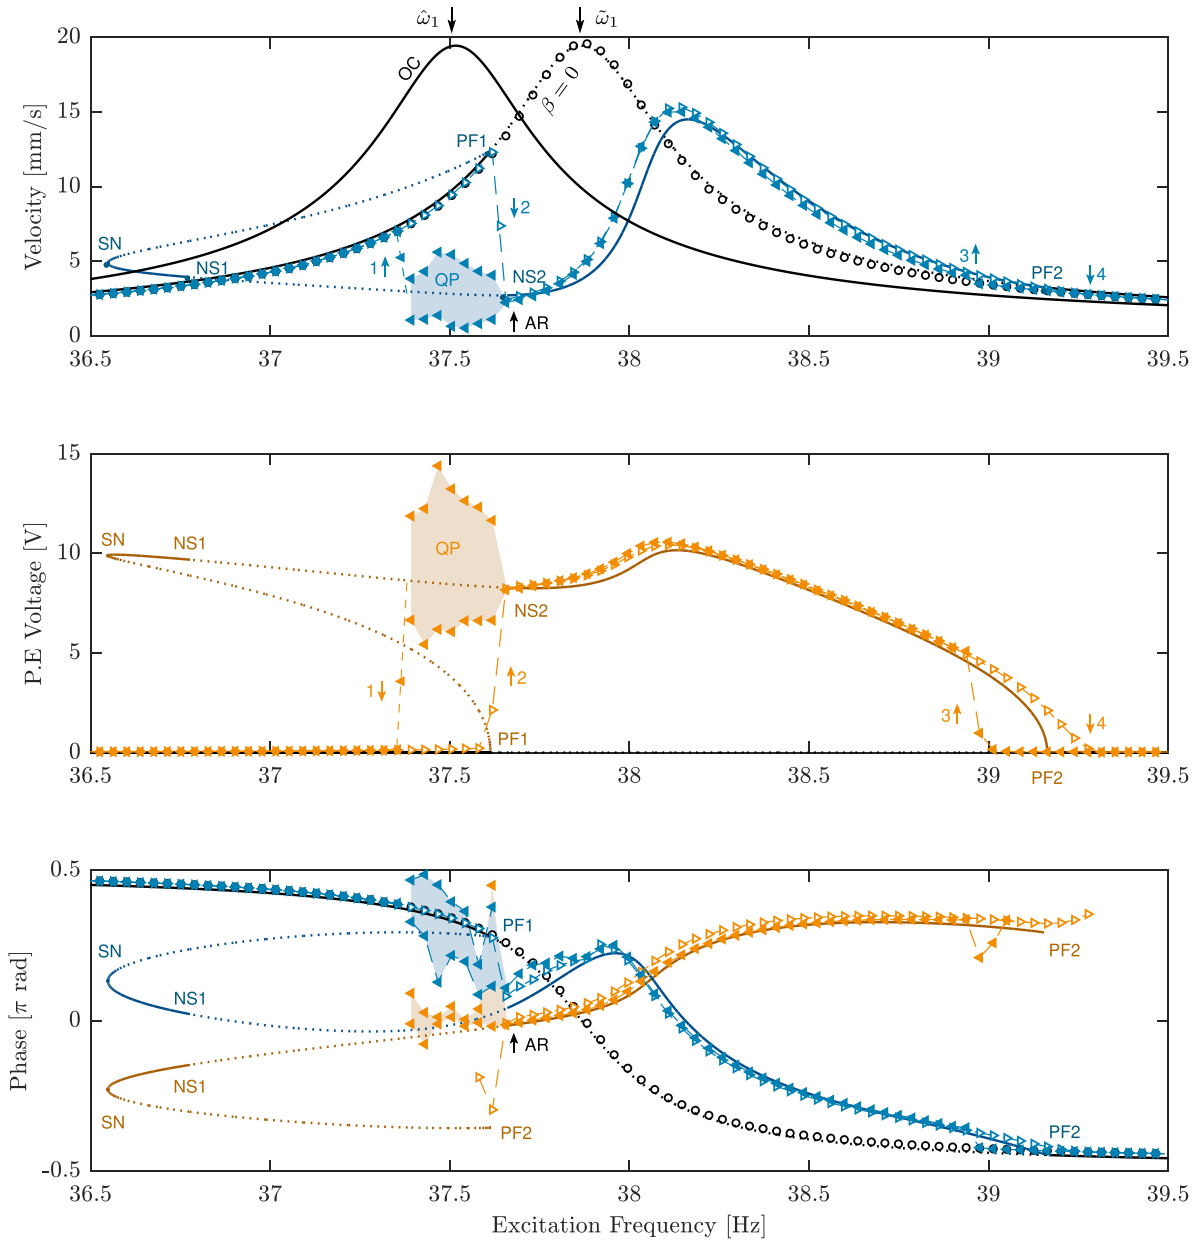 ω̂₁ ω̃₁
20
15
10
5
0
Velocity [mm/s]
OC
β = 0
PF1
2
SN
NS1
1
QP
NS2
AR
3
PF2
4
36.5 37 37.5 38 38.5 39 39.5
15
10
5
0
P.E Voltage [V]
SN
NS1
QP
NS2
1
2
PF1
3
4
PF2
36.5 37 37.5 38 38.5 39 39.5
0.5
0
-0.5
Phase [π rad]
PF1
SN
NS1
PF2
AR
NS1
SN
PF2
PF2
36.5 37 37.5 38 38.5 39 39.5
Excitation Frequency [Hz]